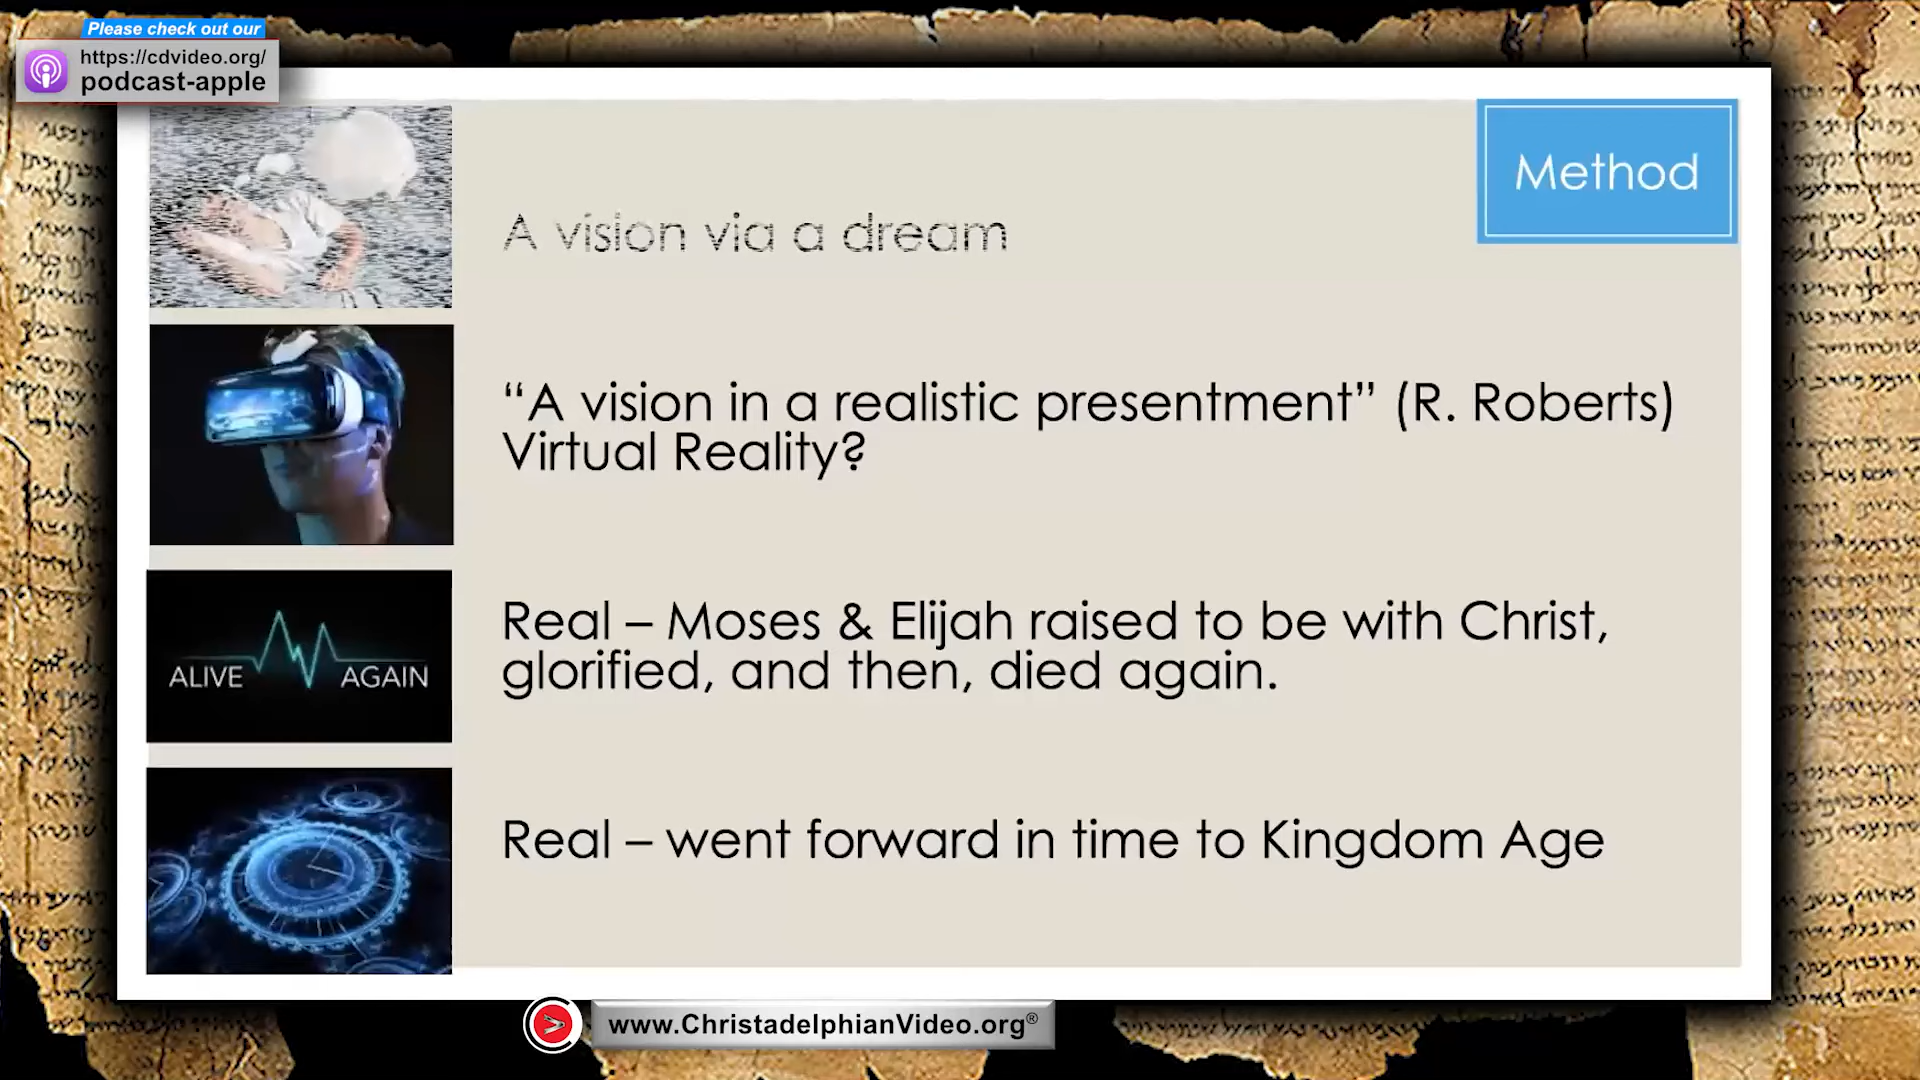 Please check out our
https://cdvideo.org/
podcast-apple
Method
A vision via a dream
“A vision in a realistic presentment” (R. Roberts)
Virtual Reality?
ALIVE AGAIN
Real – Moses & Elijah raised to be with Christ,
glorified, and then, died again.
Real – went forward in time to Kingdom Age
www.ChristadelphianVideo.org®